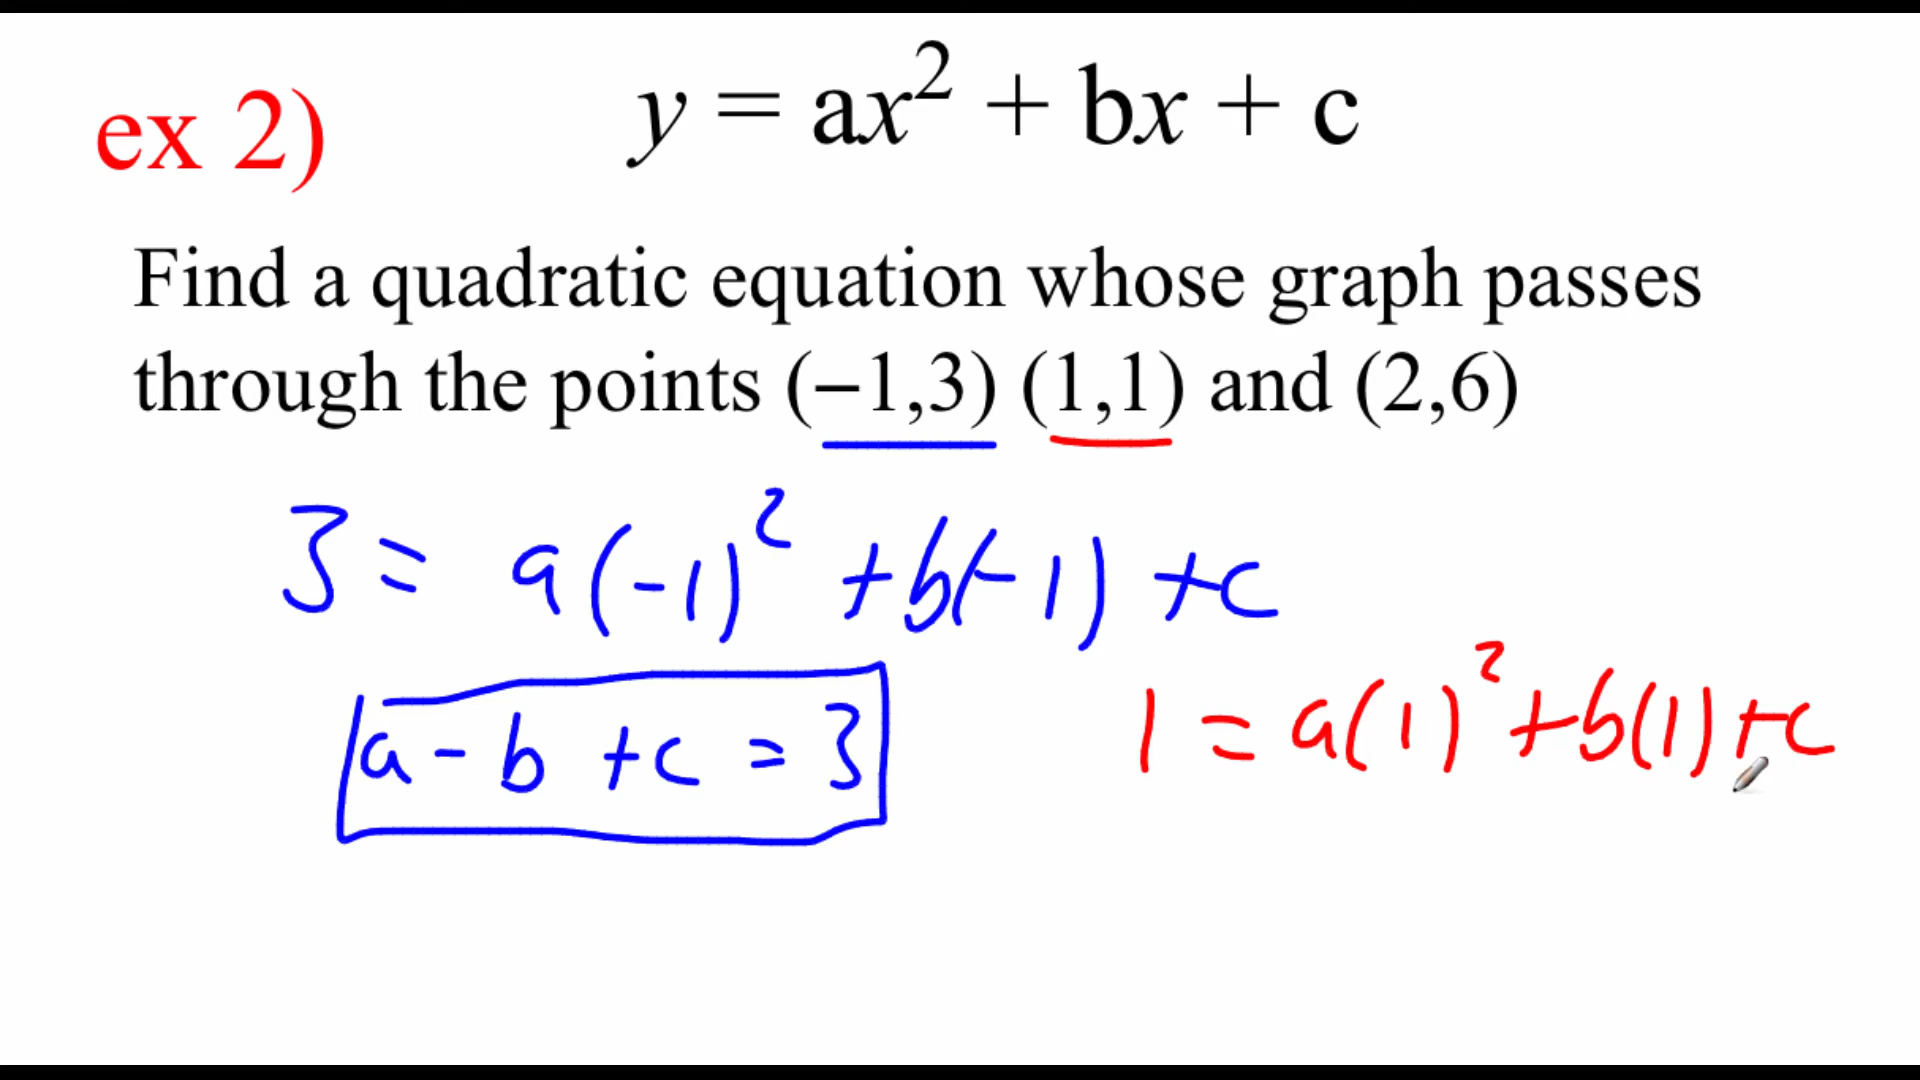 ex 2)
y = ax² + bx + c
Find a quadratic equation whose graph passes
through the points (−1,3) (1,1) and (2,6)
3 = a(-1)² + b(-1) + c
a - b + c = 3
1 = a(1)² + b(1) + c